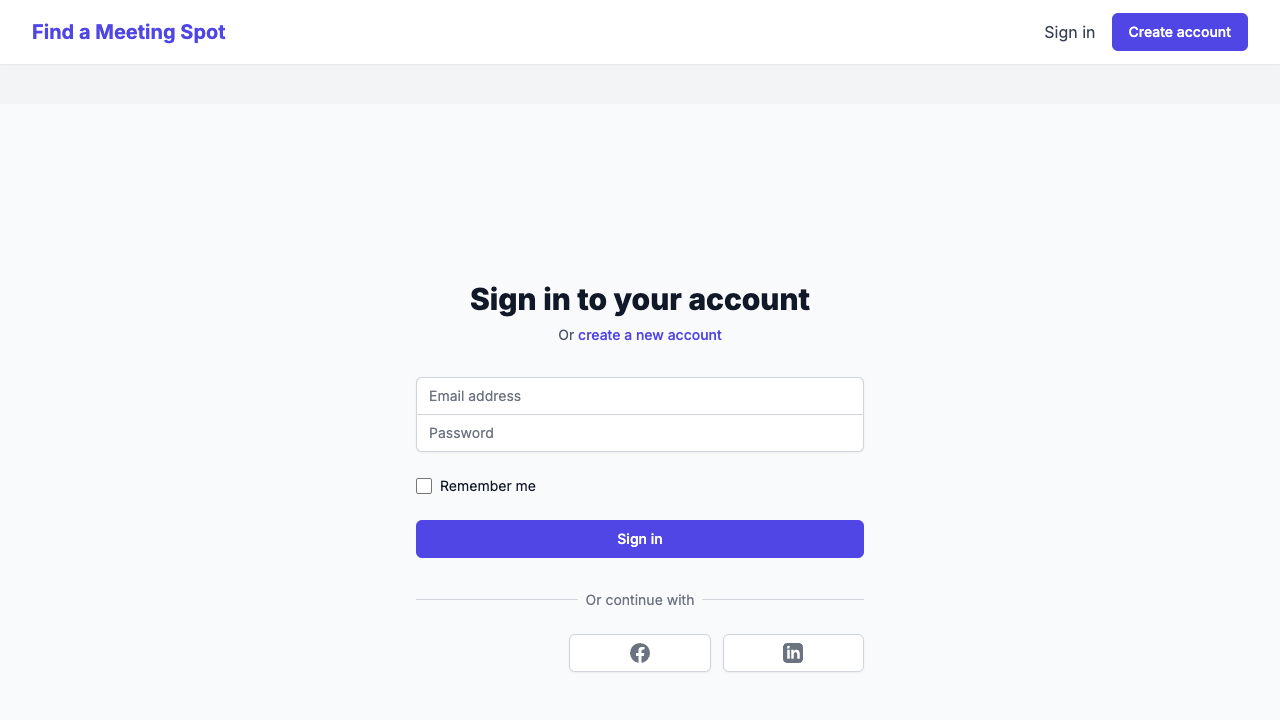 Find a Meeting Spot
Sign in
Create account
Sign in to your account
Or create a new account
Email address
Password
Remember me
Sign in
Or continue with